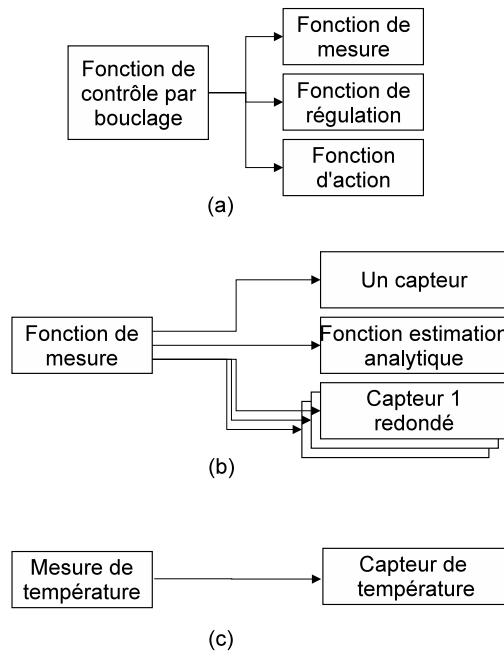 Fonction de
contrôle par
bouclage
Fonction de
mesure
Fonction de
régulation
Fonction
d'action
(a)
Fonction de
mesure
Un capteur
Fonction estimation
analytique
Capteur 1
redondé
(b)
Mesure de
température
Capteur de
température
(c)